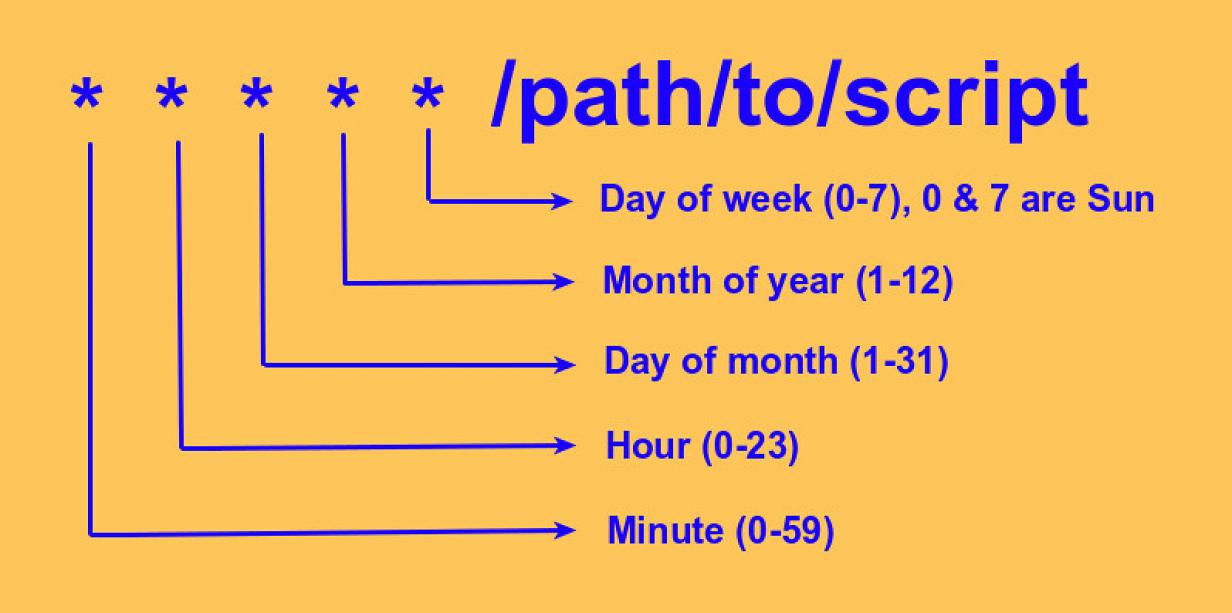 * * * * * /path/to/script
Day of week (0-7), 0 & 7 are Sun
Month of year (1-12)
Day of month (1-31)
Hour (0-23)
Minute (0-59)